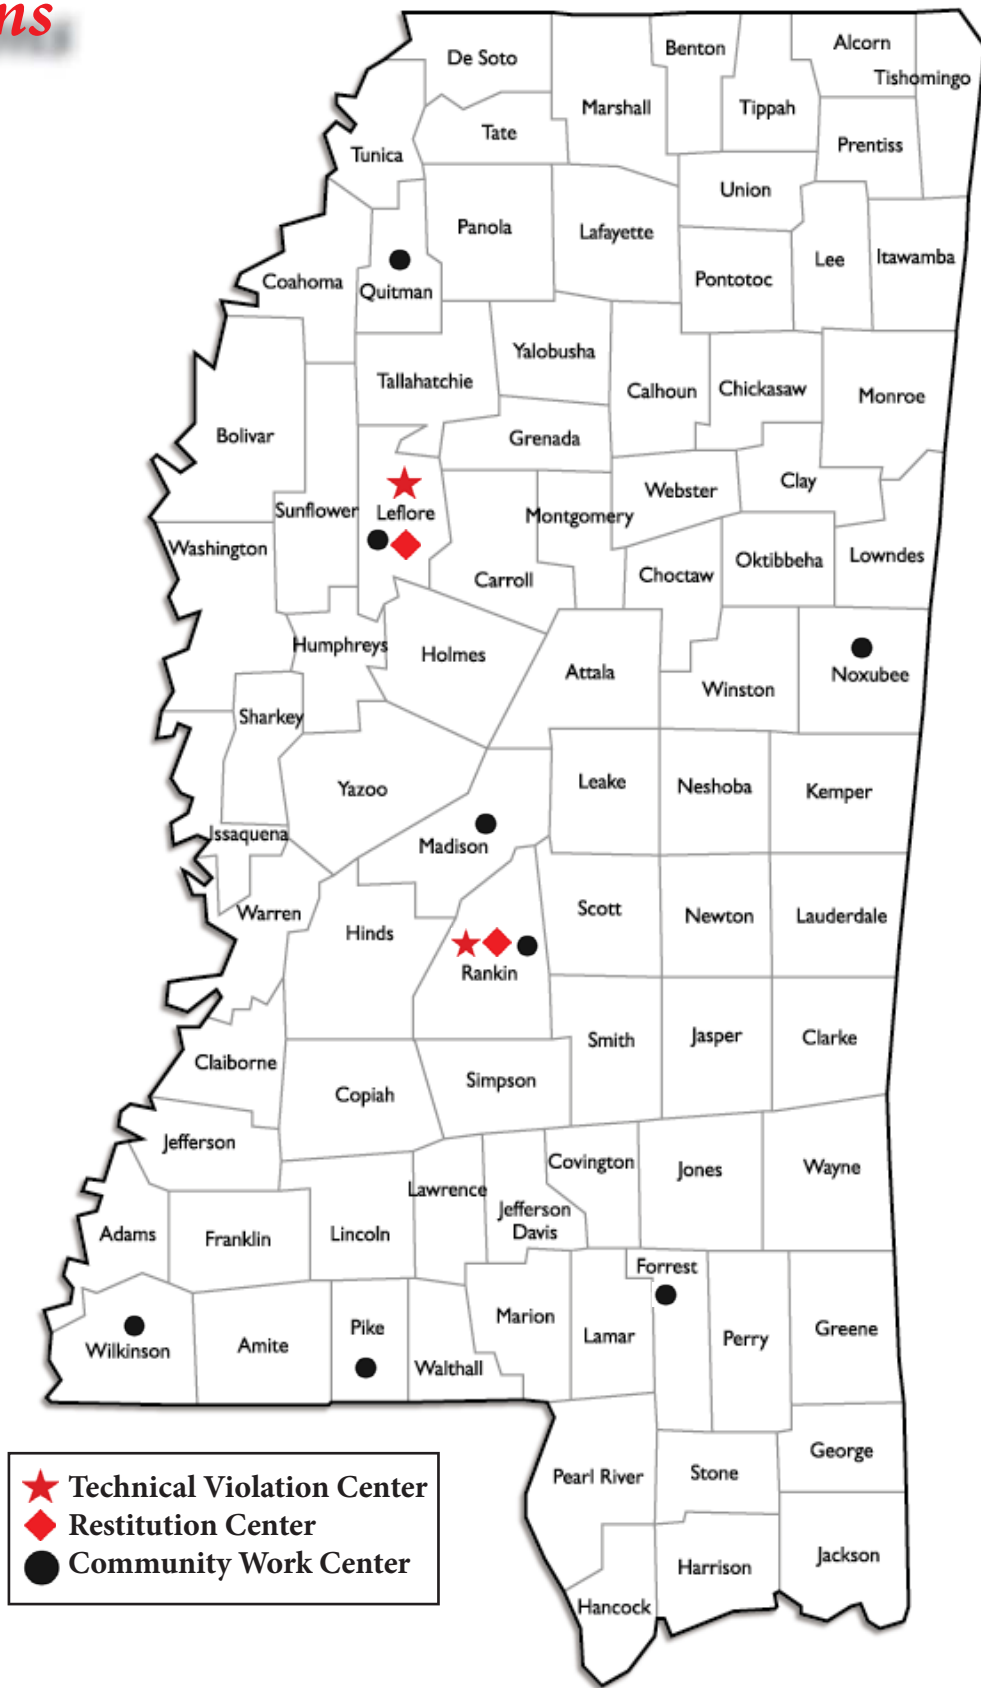 ns
De Soto
Benton
Alcorn
Tishomingo
Marshall
Tippah
Tate
Prentiss
Tunica
Union
Panola
Lafayette
Lee
Itawamba
Coahoma
Quitman
Pontotoc
Yalobusha
Tallahatchie
Calhoun
Chickasaw
Monroe
Bolivar
Grenada
Clay
Webster
Sunflower
Leflore
Montgomery
Washington
Carroll
Choctaw
Oktibbeha
Lowndes
Humphreys
Holmes
Attala
Winston
Noxubee
Sharkey
Yazoo
Leake
Neshoba
Kemper
Issaquena
Madison
Warren
Hinds
Scott
Newton
Lauderdale
Rankin
Smith
Jasper
Clarke
Claiborne
Copiah
Simpson
Jefferson
Lawrence
Covington
Jones
Wayne
Adams
Franklin
Lincoln
Jefferson
Davis
Forrest
Wilkinson
Amite
Pike
Walthall
Marion
Lamar
Perry
Greene
Pearl River
Stone
George
Harrison
Jackson
Hancock
Technical Violation Center
Restitution Center
Community Work Center